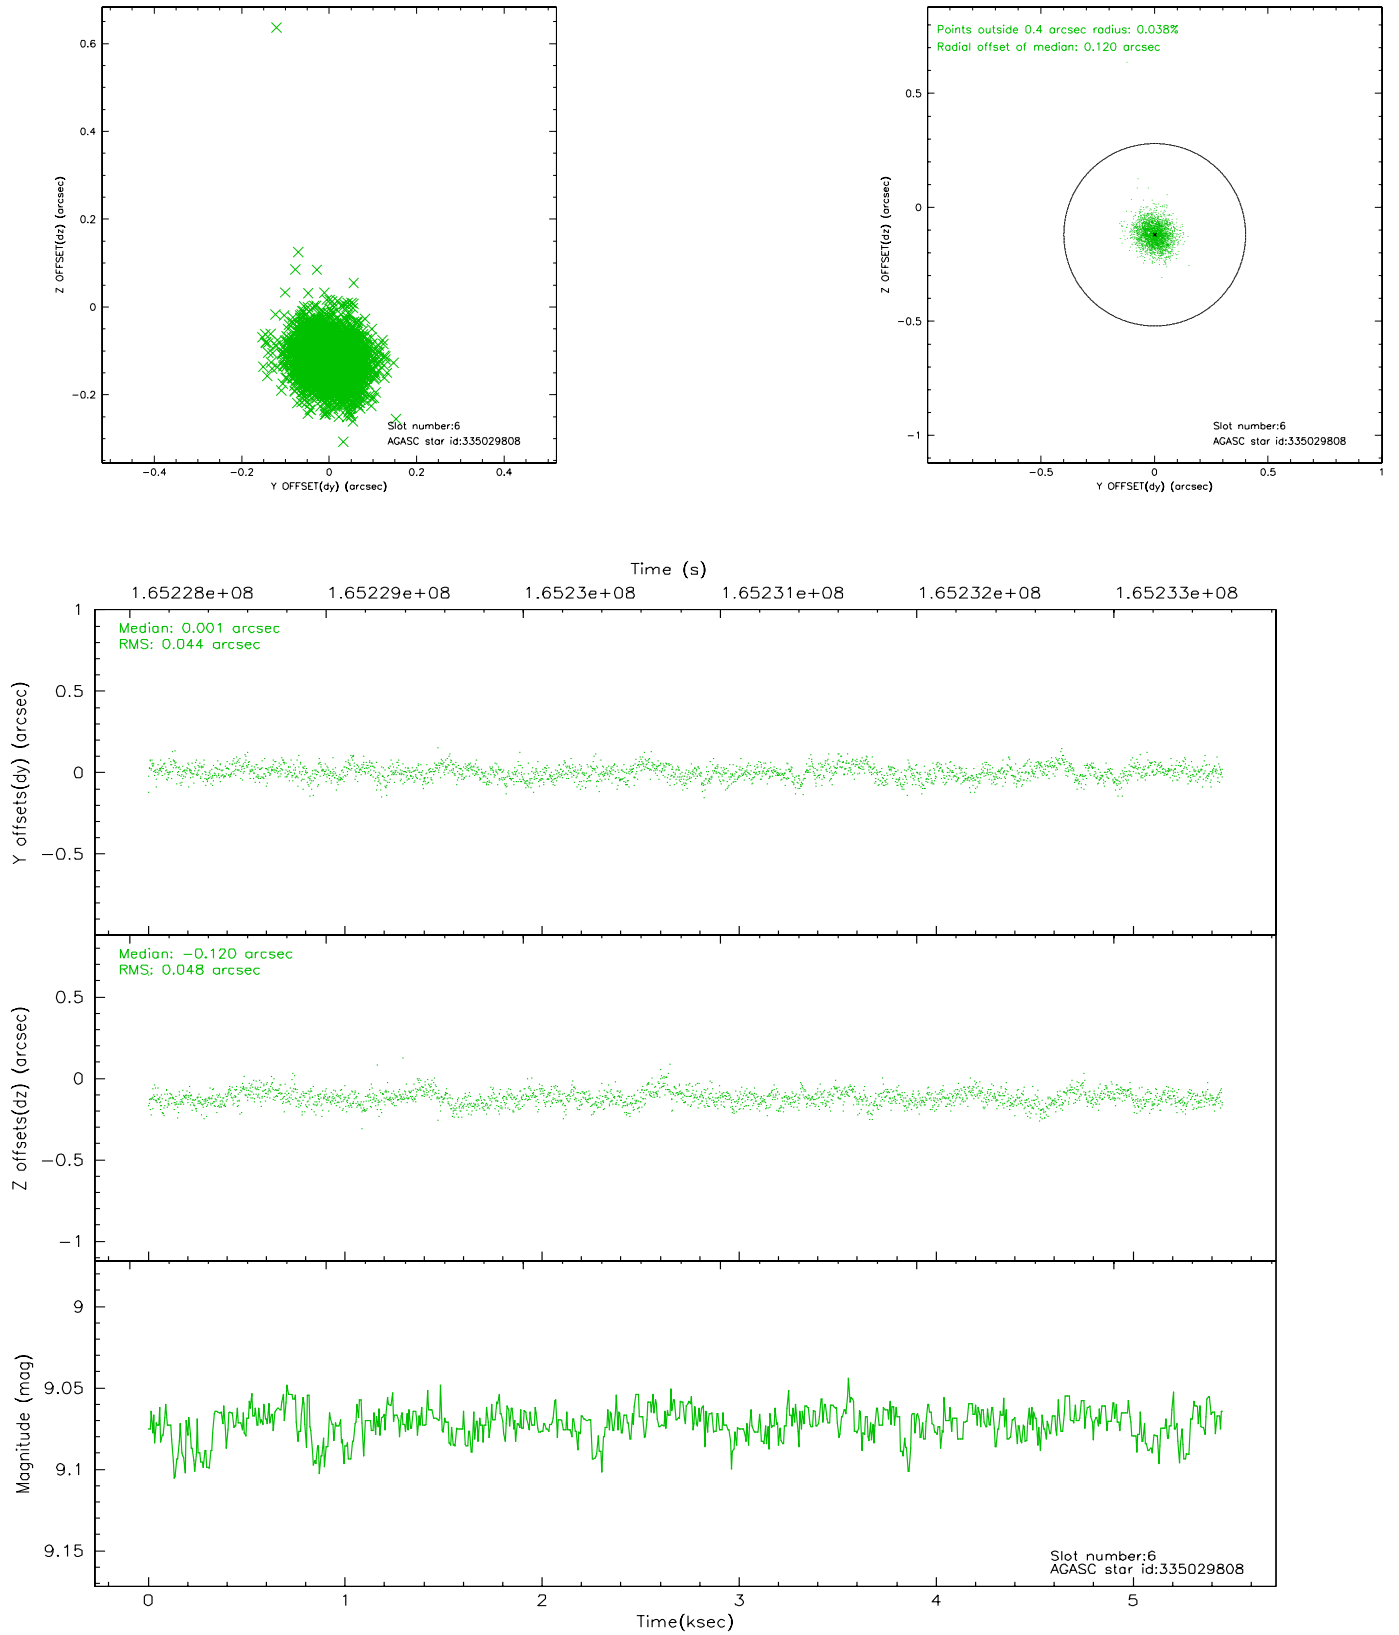 0.6
0.4
0.2
0
−0.2
Z OFFSET(dz) (arcsec)
Slot number:6
AGASC star id:335029808
−0.4 −0.2 0 0.2 0.4
Y OFFSET(dy) (arcsec)
Points outside 0.4 arcsec radius: 0.038%
Radial offset of median: 0.120 arcsec
0.5
0
−0.5
−1
Z OFFSET(dz) (arcsec)
Slot number:6
AGASC star id:335029808
−0.5 0 0.5 1
Y OFFSET(dy) (arcsec)
Time (s)
1.65228e+08 1.65229e+08 1.6523e+08 1.65231e+08 1.65232e+08 1.65233e+08
Median: 0.001 arcsec
RMS: 0.044 arcsec
1
0.5
0
−0.5
Y offsets(dy) (arcsec)
Median: −0.120 arcsec
RMS: 0.048 arcsec
0.5
0
−0.5
−1
Z offsets(dz) (arcsec)
9
9.05
9.1
9.15
Magnitude (mag)
Slot number:6
AGASC star id:335029808
0 1 2 3 4 5
Time(ksec)